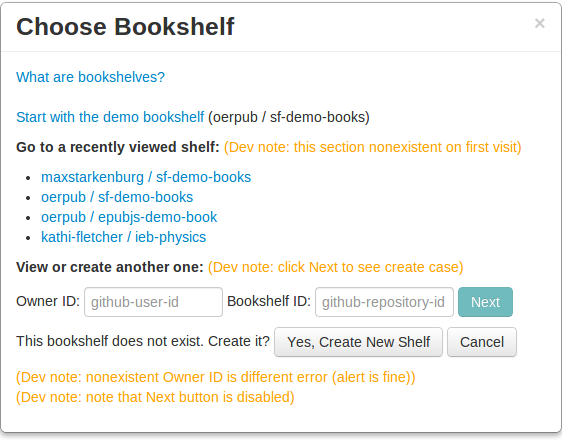 Choose Bookshelf ×
What are bookshelves?
Start with the demo bookshelf (oerpub / sf-demo-books)
Go to a recently viewed shelf: (Dev note: this section nonexistent on first visit)
• maxstarkenburg / sf-demo-books
• oerpub / sf-demo-books
• oerpub / epubjs-demo-book
• kathi-fletcher / ieb-physics
View or create another one: (Dev note: click Next to see create case)
Owner ID: github-user-id Bookshelf ID: github-repository-id Next
This bookshelf does not exist. Create it? Yes, Create New Shelf Cancel
(Dev note: nonexistent Owner ID is different error (alert is fine))
(Dev note: note that Next button is disabled)